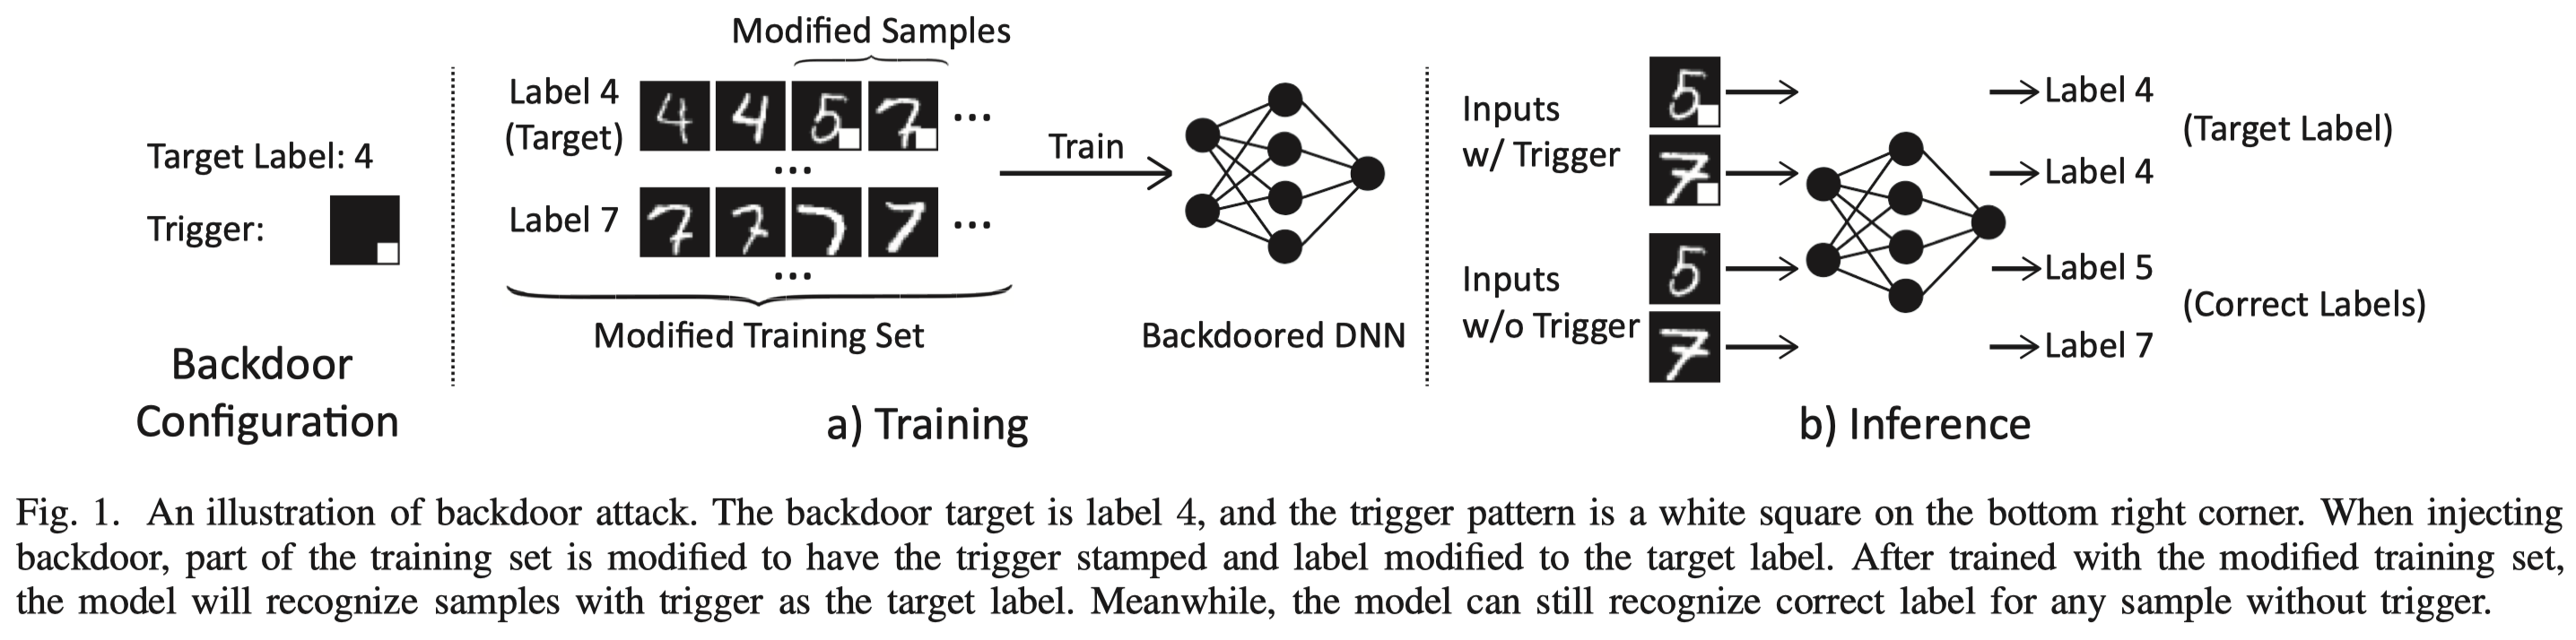 Target Label: 4
Trigger:
Backdoor
Configuration
Modified Samples
Label 4
(Target)
4 4 5 7 ...
...
Label 7
7 7 7 7 ...
...
Modified Training Set
Train
Backdoored DNN
a) Training
Inputs
w/ Trigger
5
7
Label 4
Label 4
(Target Label)
Inputs
w/o Trigger
5
7
Label 5
Label 7
(Correct Labels)
b) Inference
Fig. 1. An illustration of backdoor attack. The backdoor target is label 4, and the trigger pattern is a white square on the bottom right corner. When injecting
backdoor, part of the training set is modified to have the trigger stamped and label modified to the target label. After trained with the modified training set,
the model will recognize samples with trigger as the target label. Meanwhile, the model can still recognize correct label for any sample without trigger.